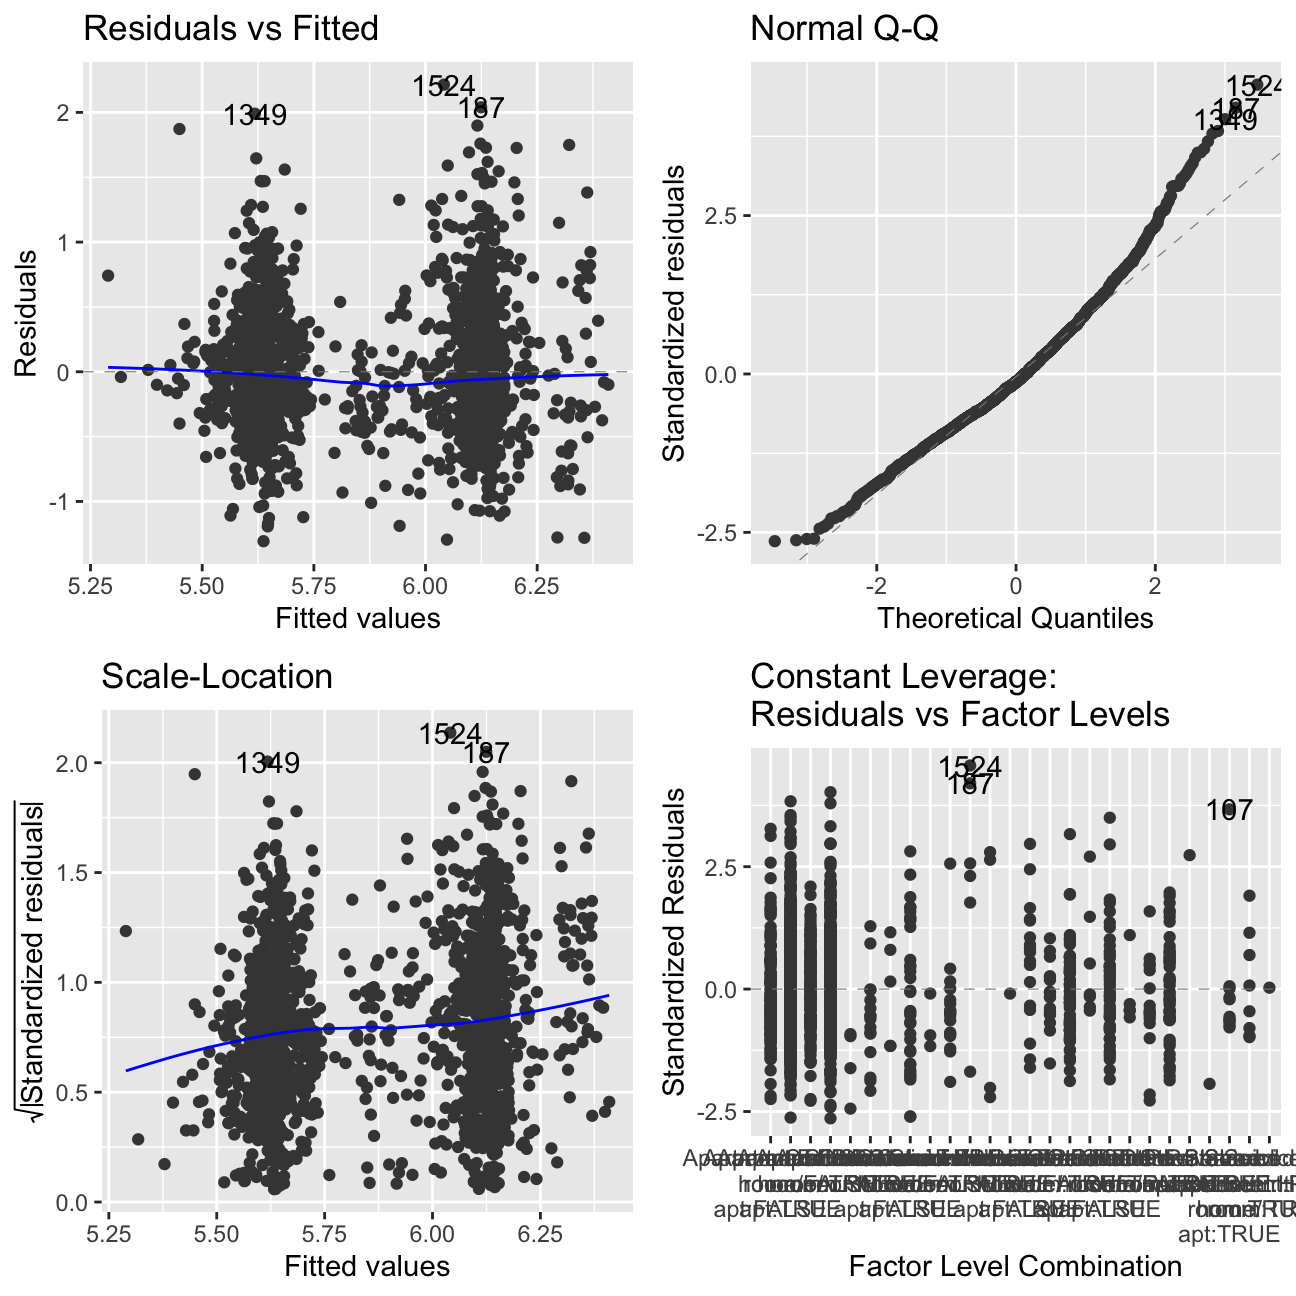 Residuals vs Fitted
1524
187
1349
2
1
0
-1
Residuals
5.25 5.50 5.75 6.00 6.25
Fitted values
Normal Q-Q
1524
187
1349
2.5
0.0
-2.5
Standardized residuals
-2 0 2
Theoretical Quantiles
Scale-Location
1524
187
1349
2.0
1.5
1.0
0.5
0.0
√|Standardized residuals|
5.25 5.50 5.75 6.00 6.25
Fitted values
Constant Leverage:
Residuals vs Factor Levels
1524
187
107
2.5
0.0
-2.5
Standardized Residuals
apt:TRUE
Factor Level Combination